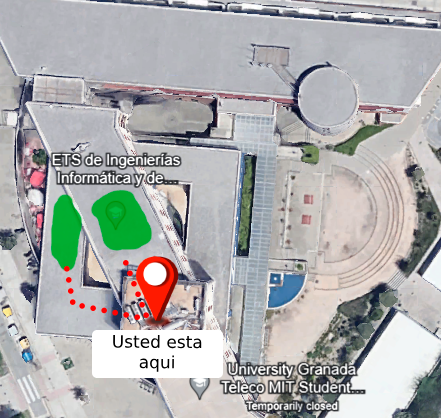 ETS de Ingenierías
Informática y de...
Usted esta
aqui
University Granada
Teleco MIT Student...
Temporarily closed